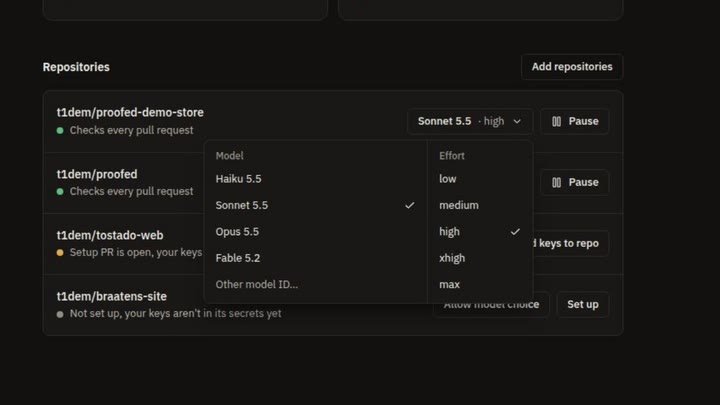 Repositories
Add repositories
t1dem/proofed-demo-store
Checks every pull request
Sonnet 5.5 · high
Pause
t1dem/proofed
Checks every pull request
Pause
t1dem/tostado-web
Setup PR is open, your keys
keys to repo
t1dem/braatens-site
Not set up, your keys aren't in its secrets yet
Allow model choice
Set up
Model
Haiku 5.5
Sonnet 5.5
Opus 5.5
Fable 5.2
Other model ID...
Effort
low
medium
high
xhigh
max